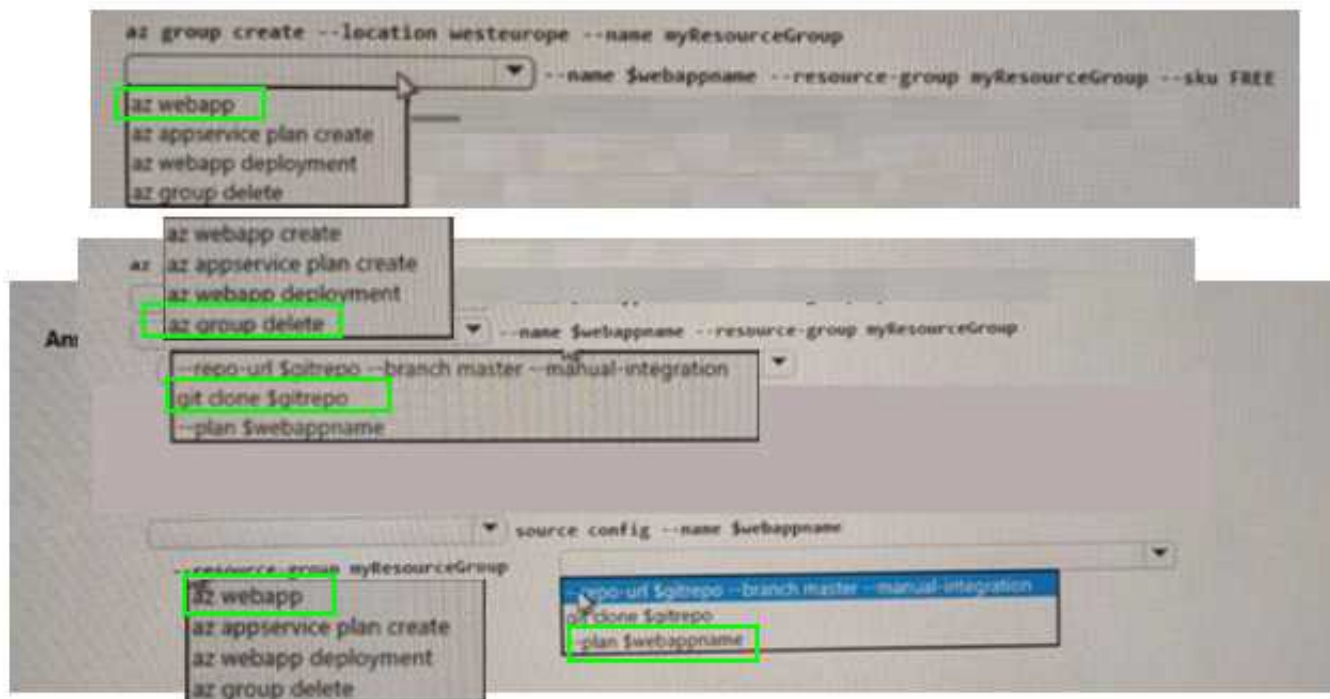 az group create --location westeurope --name myResourceGroup
--name $webappname --resource-group myResourceGroup --sku FREE
az webapp
az appservice plan create
az webapp deployment
az group delete
az webapp create
az
az appservice plan create
az webapp deployment
az group delete
--name $webappname --resource-group myResourceGroup
--repo-url $gitrepo --branch master --manual-integration
git clone $gitrepo
--plan $webappname
source config --name $webappname
--resource-group myResourceGroup
az webapp
az appservice plan create
az webapp deployment
az group delete
--repo-url $gitrepo --branch master --manual-integration
git clone $gitrepo
--plan $webappname